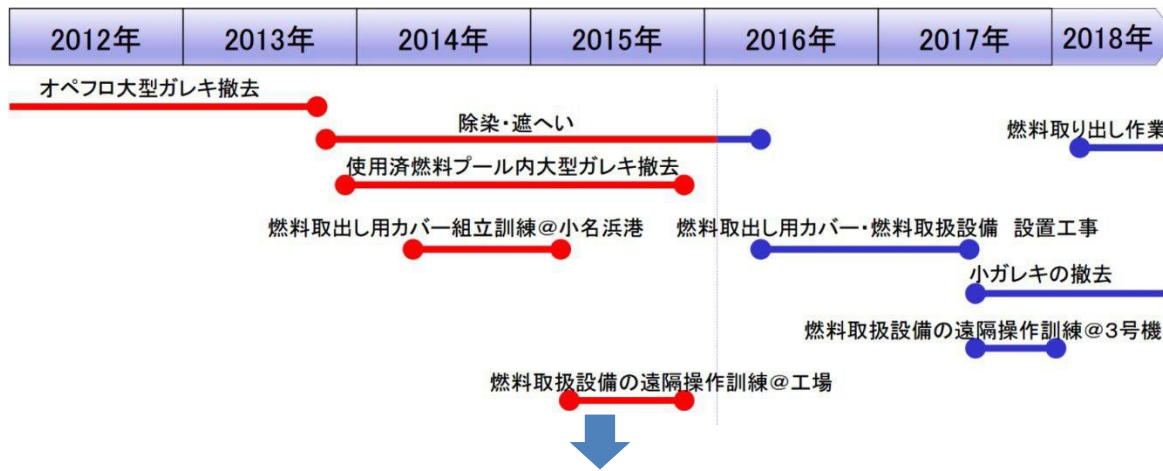 2012年 2013年 2014年 2015年 2016年 2017年 2018年
オペフロ大型ガレキ撤去
除染・遮へい
燃料取り出し作業
使用済燃料プール内大型ガレキ撤去
燃料取出し用カバー組立訓練＠小名浜港
燃料取出し用カバー・燃料取扱設備 設置工事
小ガレキの撤去
燃料取扱設備の遠隔操作訓練＠3号機
燃料取扱設備の遠隔操作訓練＠工場